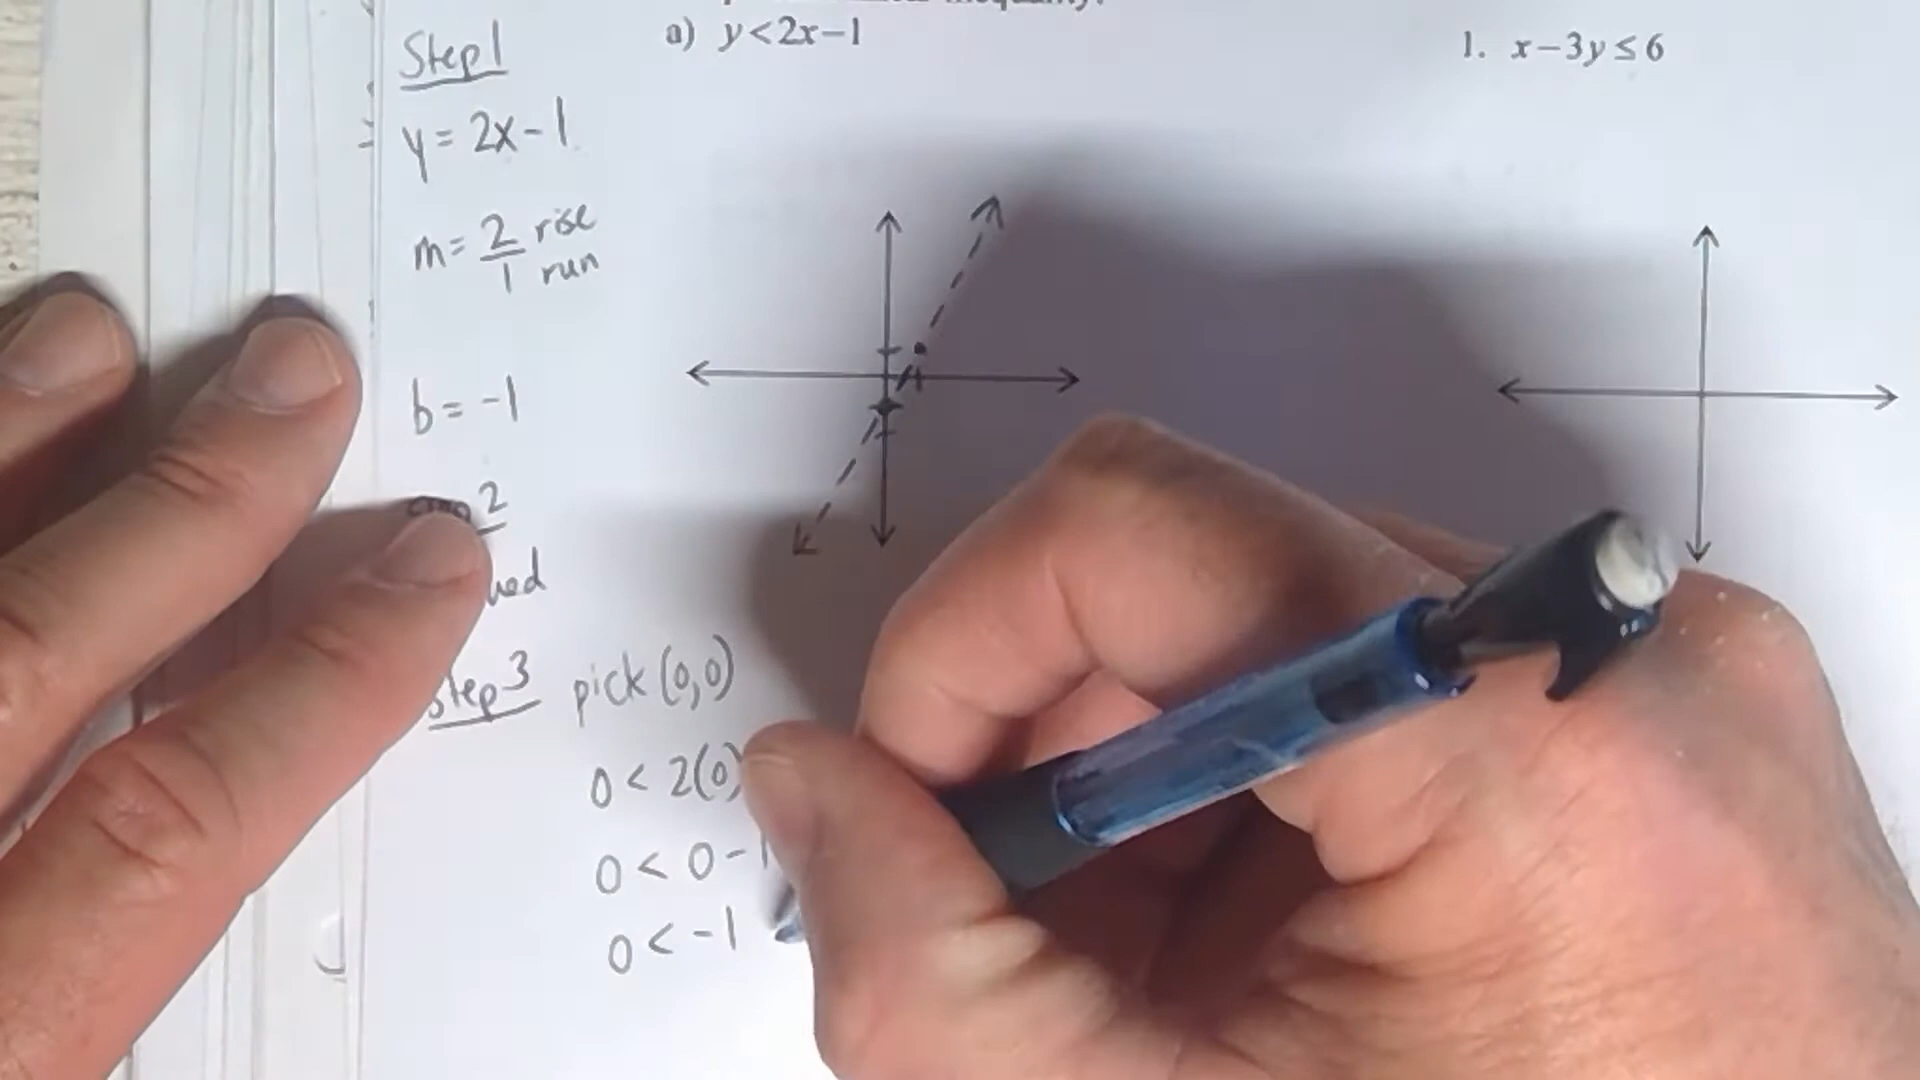 a) y<2x−1
1. x−3y≤6
Step 1
y = 2x - 1
m = 2/1 rise run
b = -1
2
Step 3 pick (0,0)
0 < 2(0)
0 < 0 - 1
0 < -1